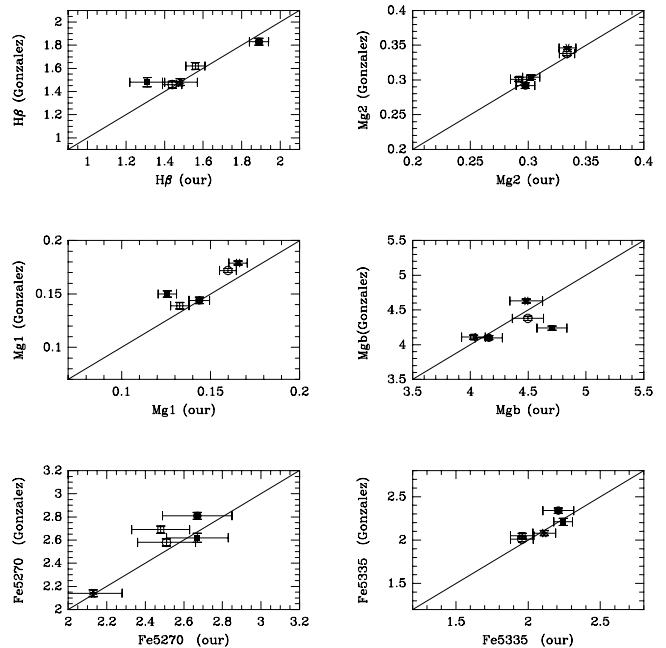 2
1.8
1.6
1.4
1.2
1
Hβ (Gonzalez)
1 1.2 1.4 1.6 1.8 2
Hβ (our)
0.4
0.35
0.3
0.25
0.2
Mg2 (Gonzalez)
0.2 0.25 0.3 0.35 0.4
Mg2 (our)
0.2
0.15
0.1
Mg1 (Gonzalez)
0.1 0.15 0.2
Mg1 (our)
5.5
5
4.5
4
3.5
Mgb(Gonzalez)
3.5 4 4.5 5 5.5
Mgb (our)
3.2
3
2.8
2.6
2.4
2.2
2
Fe5270 (Gonzalez)
2 2.2 2.4 2.6 2.8 3 3.2
Fe5270 (our)
2.5
2
1.5
Fe5335 (Gonzalez)
1.5 2 2.5
Fe5335 (our)